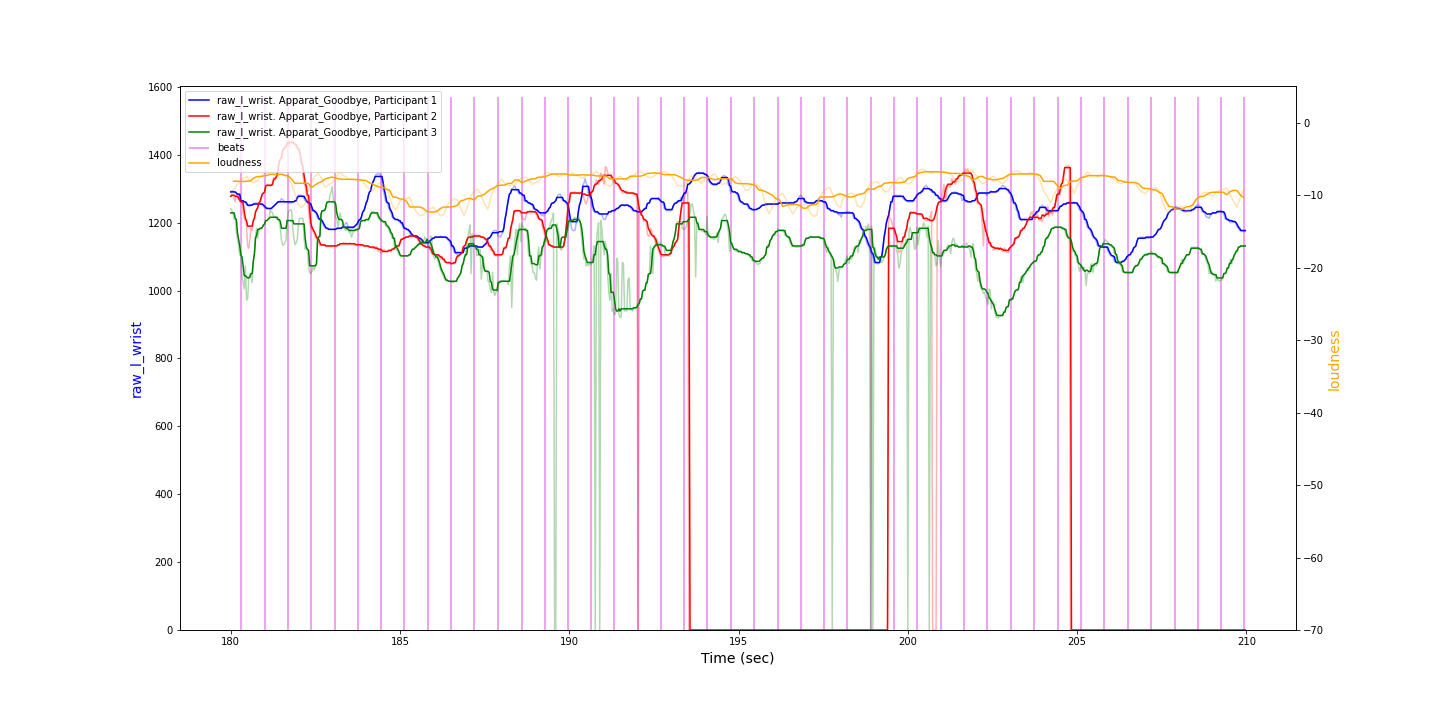 raw_l_wrist. Apparat_Goodbye, Participant 1
raw_l_wrist. Apparat_Goodbye, Participant 2
raw_l_wrist. Apparat_Goodbye, Participant 3
beats
loudness
1600
1400
1200
1000
800
600
400
200
0
raw_l_wrist
0
−10
−20
−30
−40
−50
−60
−70
loudness
180 185 190 195 200 205 210
Time (sec)